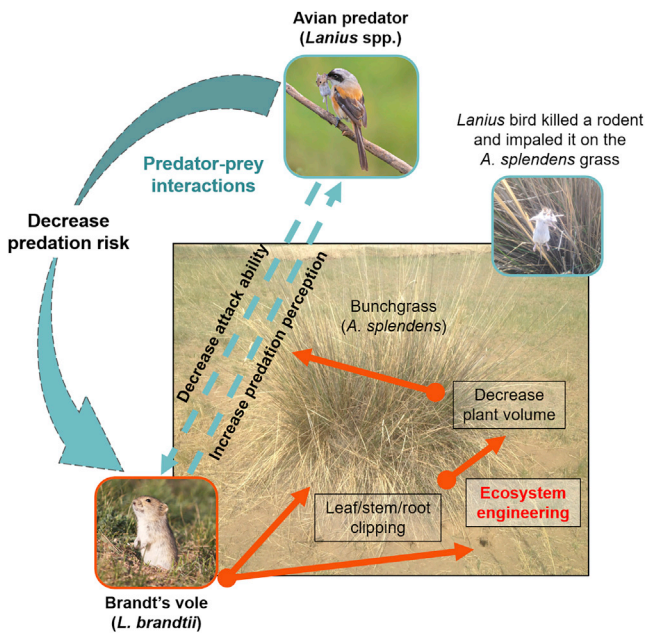 Avian predator
(Lanius spp.)
Lanius bird killed a rodent
and impaled it on the
A. splendens grass
Predator-prey
interactions
Decrease
predation risk
Decrease attack ability
Increase predation perception
Bunchgrass
(A. splendens)
Decrease
plant volume
Ecosystem
engineering
Leaf/stem/root
clipping
Brandt's vole
(L. brandtii)